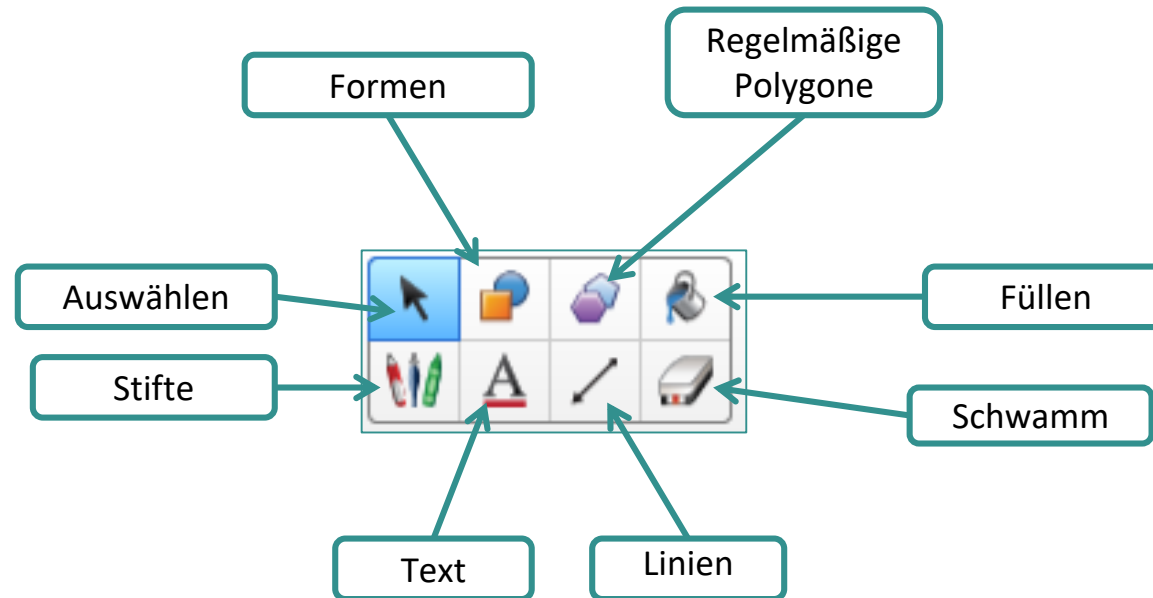 Regelmäßige
Polygone
Formen
Auswählen
Füllen
Stifte
Schwamm
Text
Linien